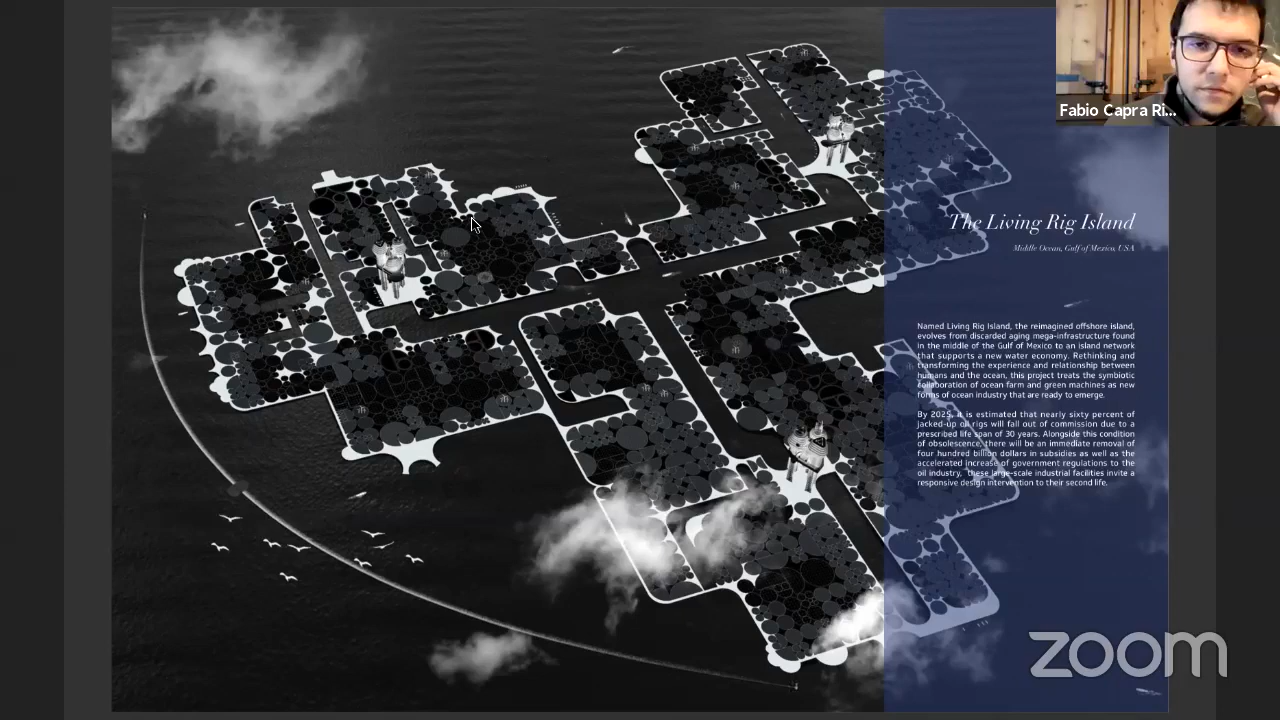 Fabio Capra Ri...
The Living Rig Island
Middle Ocean, Gulf of Mexico, USA
Named Living Rig Island, the reimagined offshore island,
evolves from discarded aging mega-infrastructure found
in the middle of the Gulf of Mexico to an island network
that supports a new water economy. Rethinking and
transforming the experience and relationship between
humans and the ocean, this project treats the symbiotic
collaboration of ocean farm and green machines as new
forms of ocean industry that are ready to emerge.
By 2025, it is estimated that nearly sixty percent of
jacked-up oil rigs will fall out of commission due to a
prescribed life span of 30 years. Alongside this condition
of obsolescence, there will be an immediate removal of
four hundred billion dollars in subsidies as well as the
accelerated increase of government regulations to the
oil industry, these large-scale industrial facilities invite a
responsive design intervention to their second life.
zoom